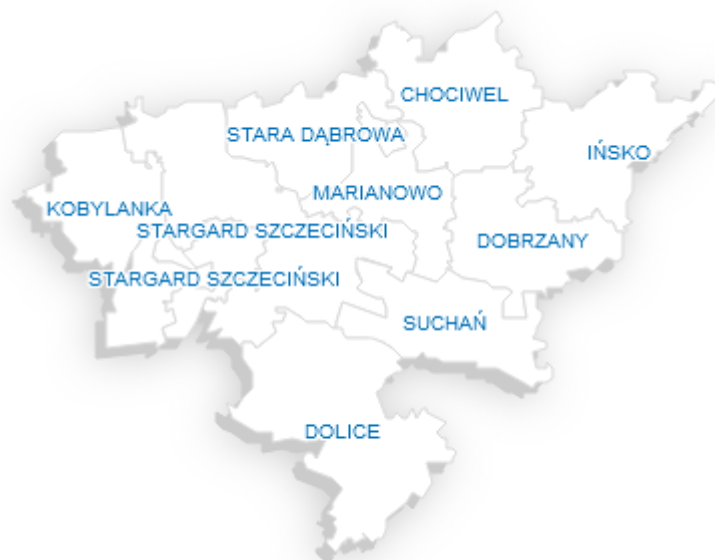 CHOCIWEL
STARA DĄBROWA
IŃSKO
MARIANOWO
KOBYLANKA
STARGARD SZCZECIŃSKI
DOBRZANY
STARGARD SZCZECIŃSKI
SUCHAŃ
DOLICE